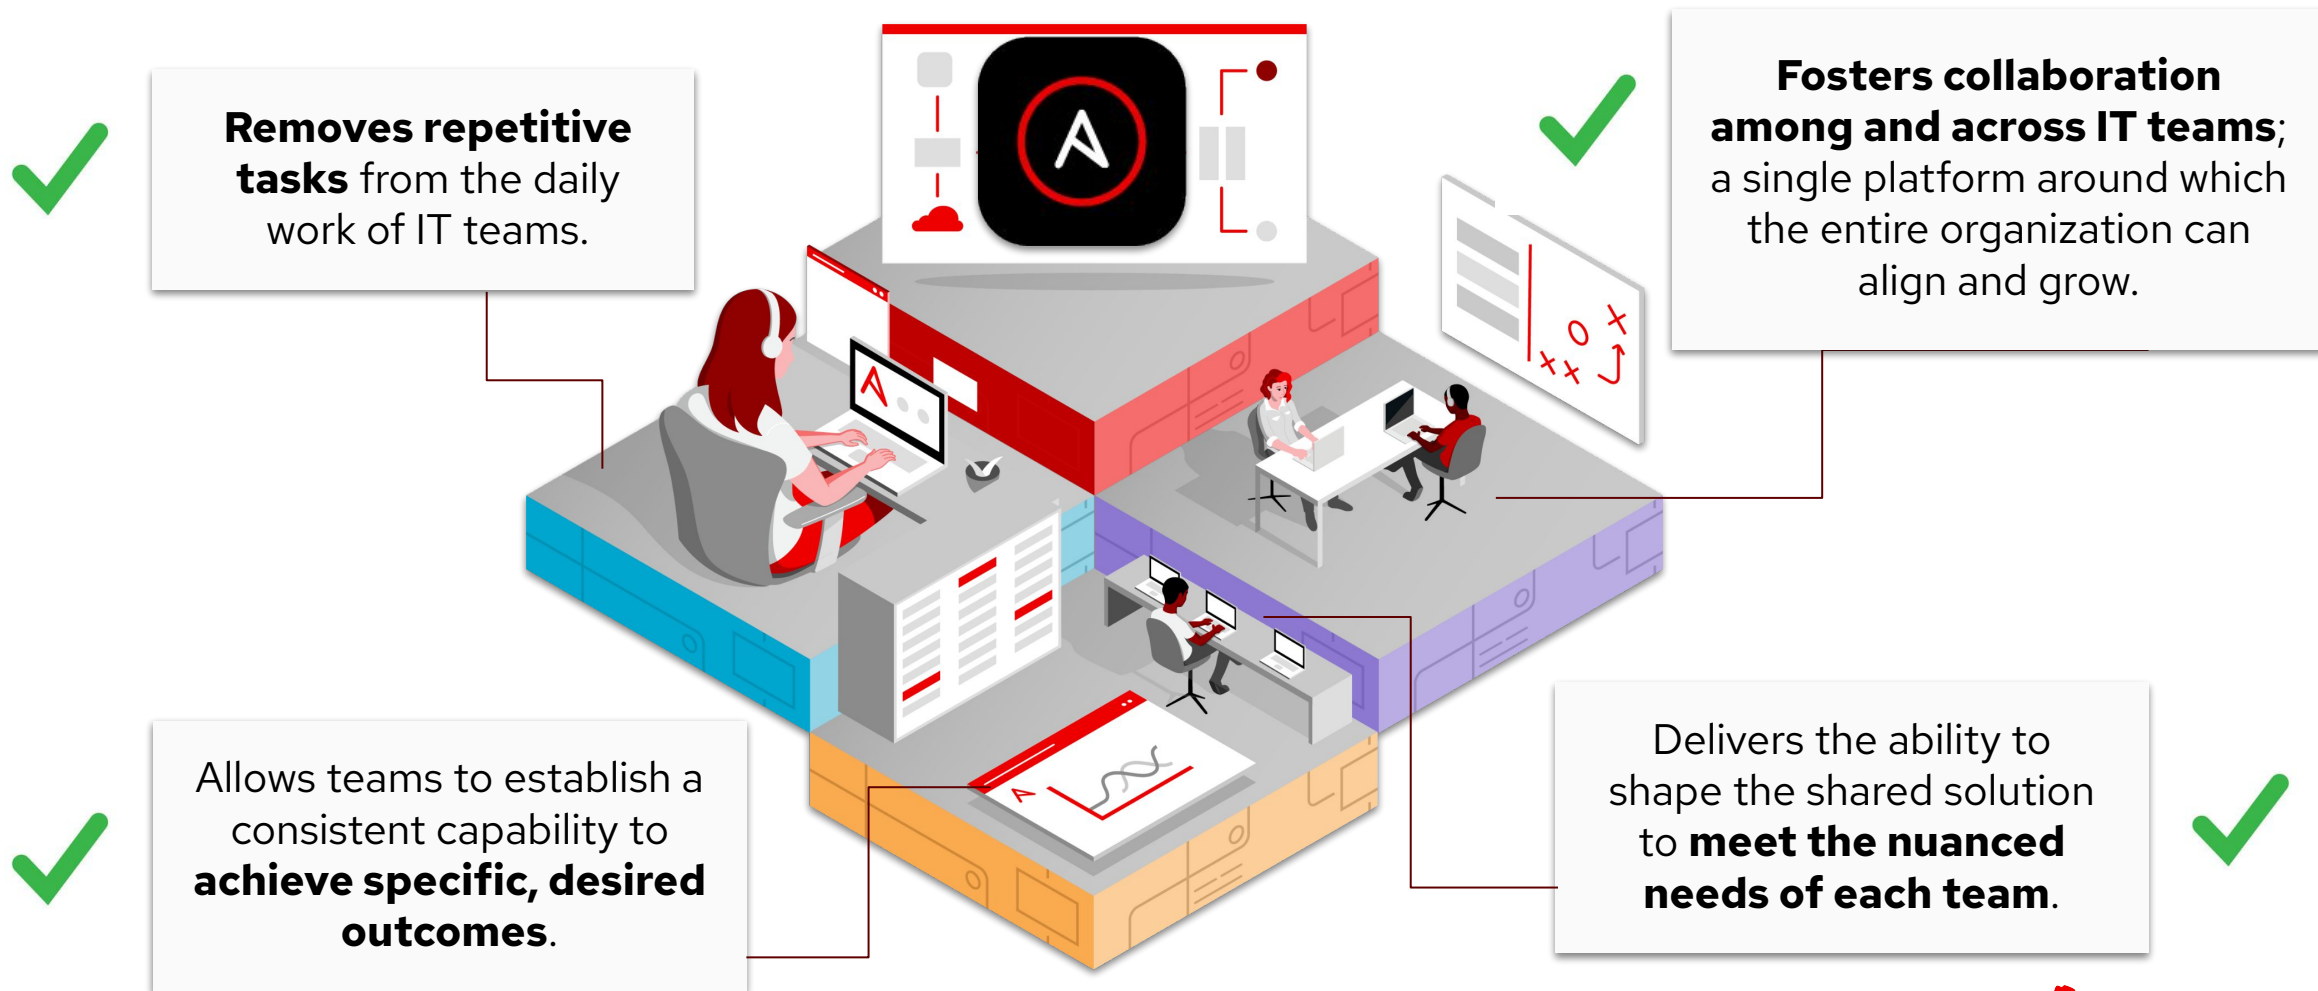 Removes repetitive
tasks from the daily
work of IT teams.
Fosters collaboration
among and across IT teams;
a single platform around which
the entire organization can
align and grow.
Allows teams to establish a
consistent capability to
achieve specific, desired
outcomes.
Delivers the ability to
shape the shared solution
to meet the nuanced
needs of each team.